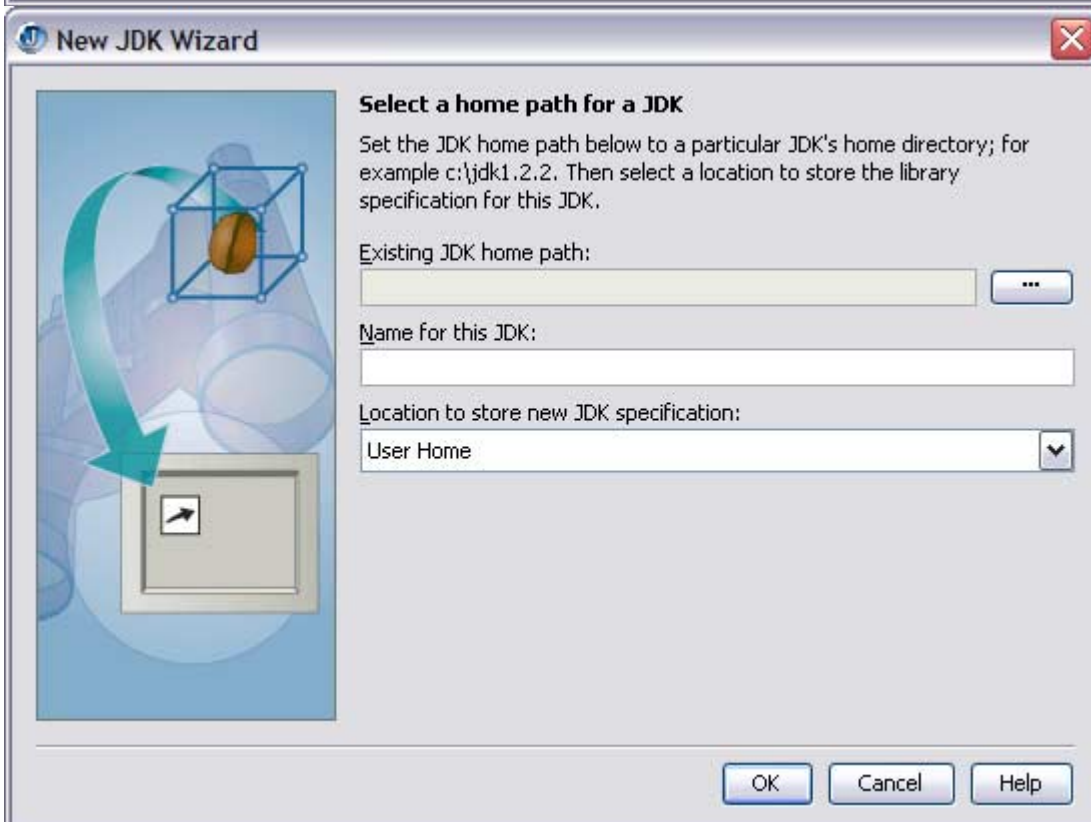 New JDK Wizard
Select a home path for a JDK
Set the JDK home path below to a particular JDK's home directory; for
example c:\jdk1.2.2. Then select a location to store the library
specification for this JDK.
Existing JDK home path:
...
Name for this JDK:
Location to store new JDK specification:
User Home
OK
Cancel
Help